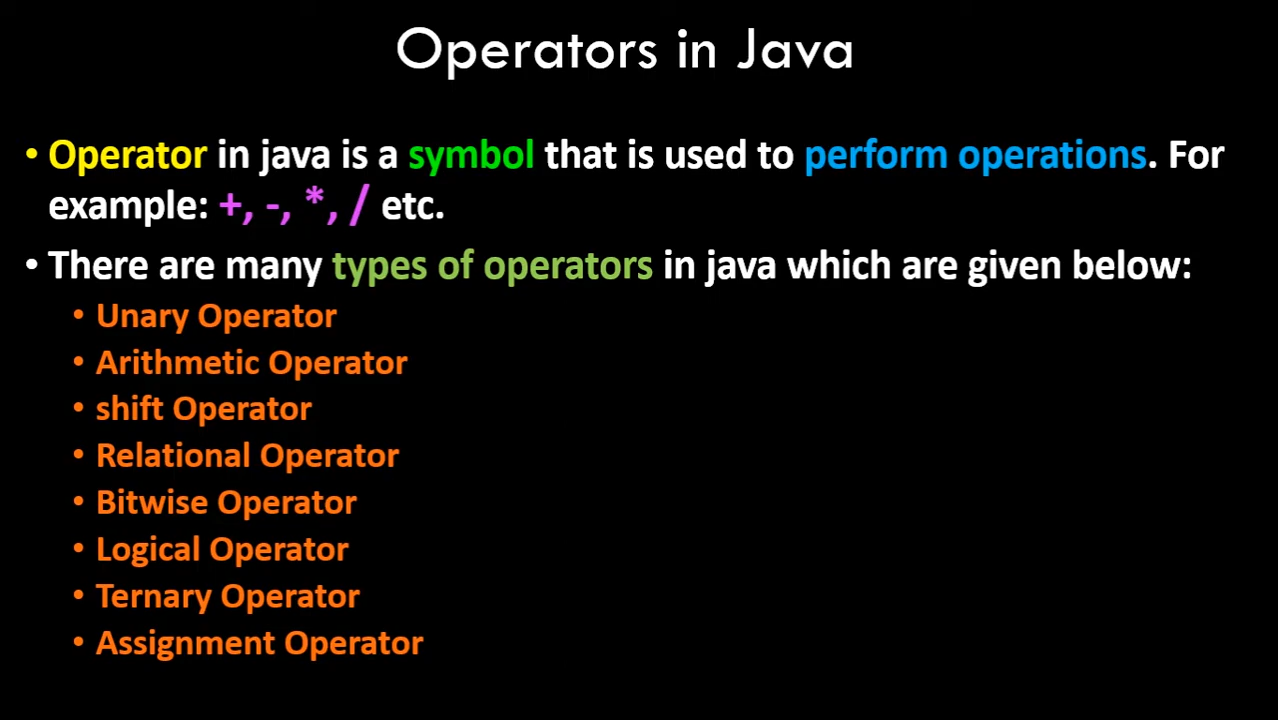 Operators in Java
• Operator in java is a symbol that is used to perform operations. For
example: +, -, *, / etc.
• There are many types of operators in java which are given below:
• Unary Operator
• Arithmetic Operator
• shift Operator
• Relational Operator
• Bitwise Operator
• Logical Operator
• Ternary Operator
• Assignment Operator